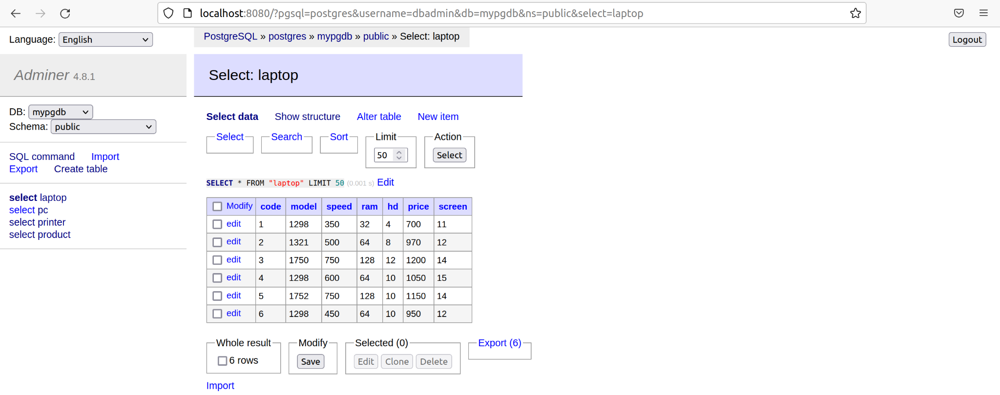 localhost:8080/?pgsql=postgres&username=dbadmin&db=mypgdb&ns=public&select=laptop
Language: English
PostgreSQL » postgres » mypgdb » public » Select: laptop
Logout
Adminer 4.8.1
Select: laptop
DB: mypgdb
Schema: public
SQL command Import
Export Create table
select laptop
select pc
select printer
select product
Select data Show structure Alter table New item
Select Search Sort Limit Action
50 Select
SELECT * FROM "laptop" LIMIT 50 (0.001 s) Edit
Modify code model speed ram hd price screen
edit 1 1298 350 32 4 700 11
edit 2 1321 500 64 8 970 12
edit 3 1750 750 128 12 1200 14
edit 4 1298 600 64 10 1050 15
edit 5 1752 750 128 10 1150 14
edit 6 1298 450 64 10 950 12
Whole result Modify Selected (0) Export (6)
6 rows Save Edit Clone Delete
Import